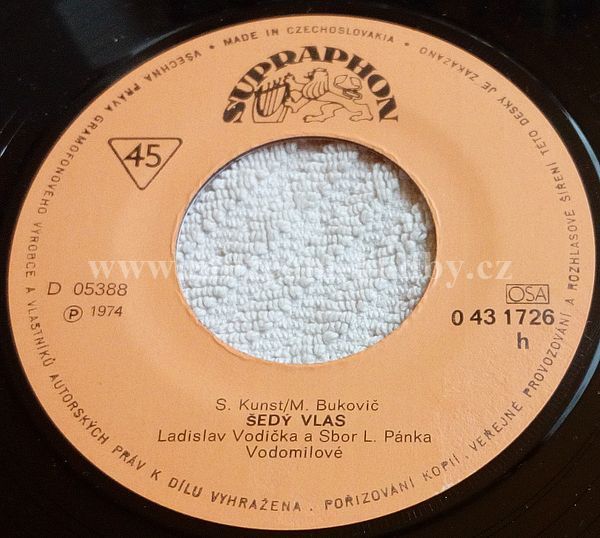 VŠECHNA PRÁVA GRAMOFONOVÉHO VÝROBCE A VLASTNÍKŮ AUTORSKÝCH PRÁV K DÍLU VYHRAŽENA. POŘIZOVÁNÍ KOPIÍ, VEŘEJNÉ PROVOZOVÁNÍ A ROZHLASOVÉ ŠÍŘENÍ TÉTO DESKY JE ZAKÁZÁNO • MADE IN CZECHOSLOVAKIA •
SUPRAPHON
45
D 05388
Ⓟ 1974
OSA
0 43 1726
h
S. Kunst/M. Bukovič
ŠEDÝ VLAS
Ladislav Vodička a Sbor L. Pánka
Vodomilové